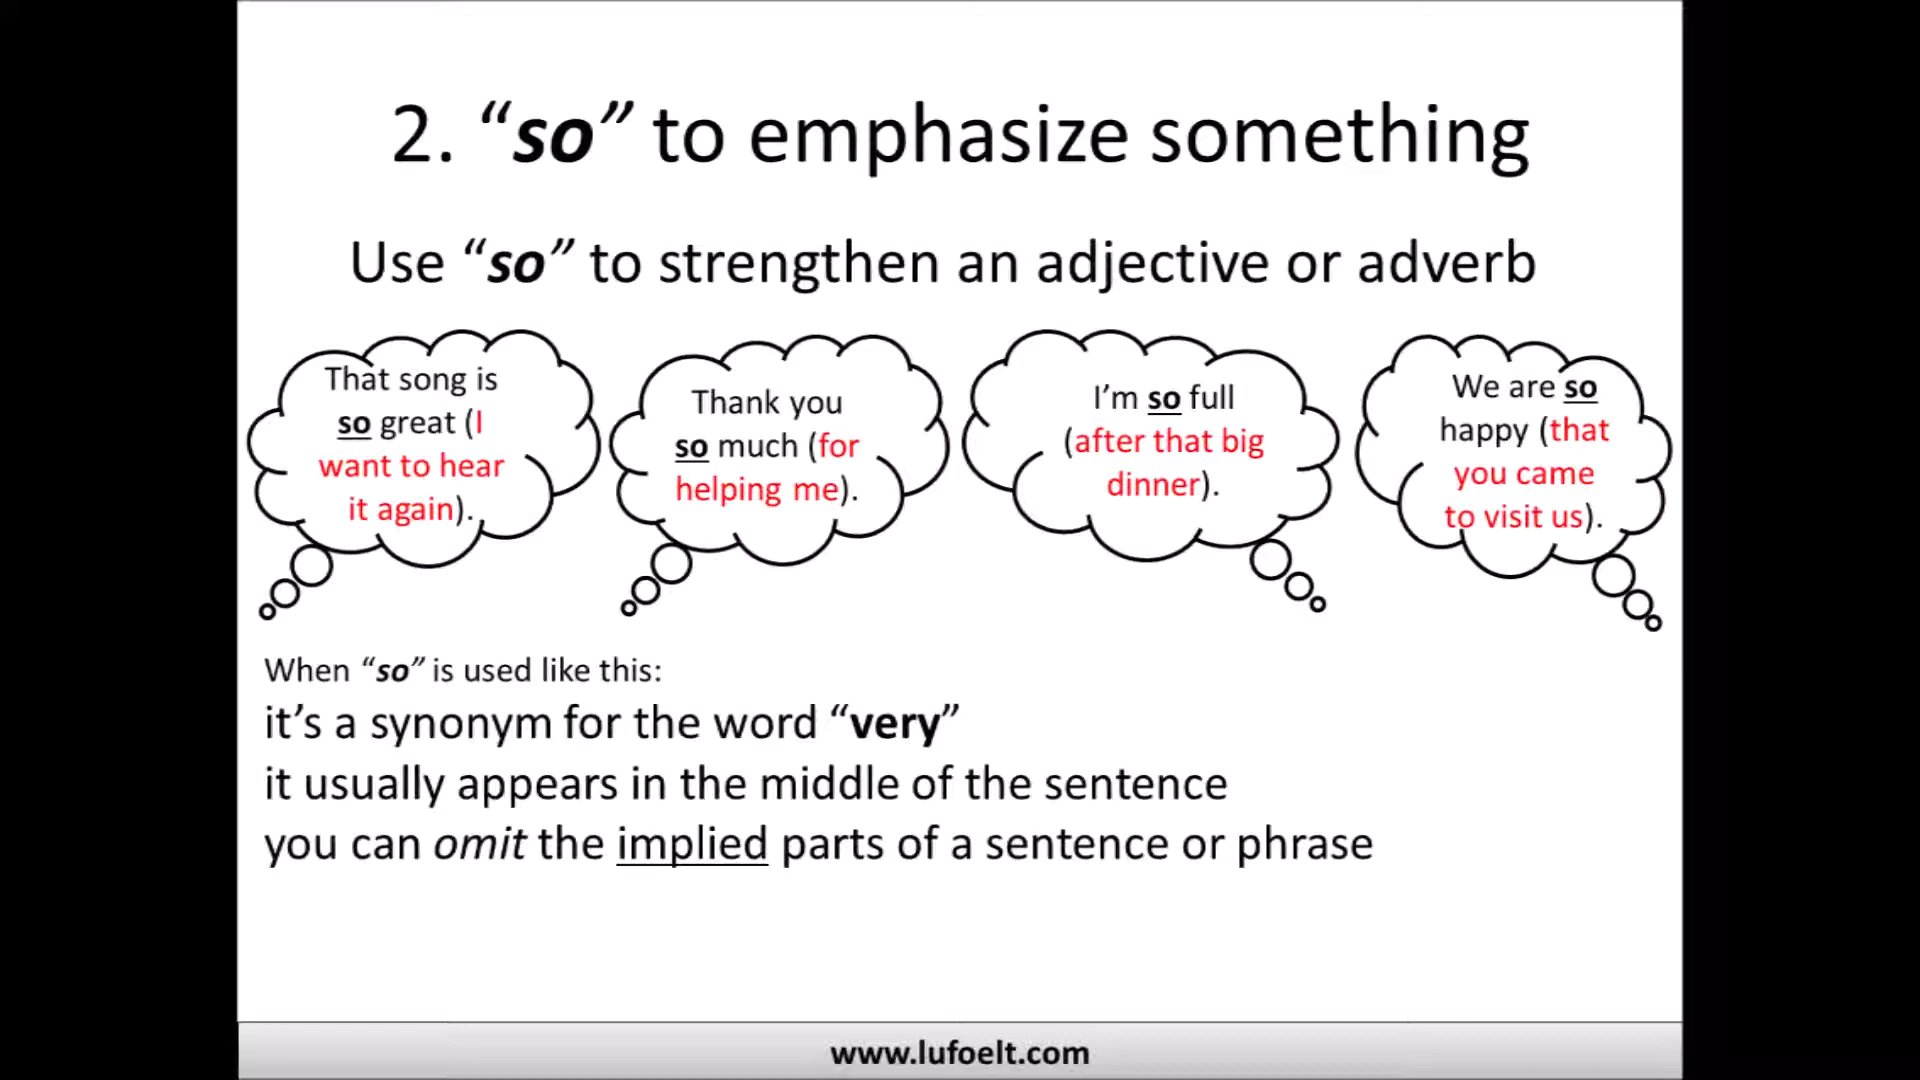 2. “so” to emphasize something
Use “so” to strengthen an adjective or adverb
That song is
so great (I
want to hear
it again).
Thank you
so much (for
helping me).
I’m so full
(after that big
dinner).
We are so
happy (that
you came
to visit us).
When “so” is used like this:
it’s a synonym for the word “very”
it usually appears in the middle of the sentence
you can omit the implied parts of a sentence or phrase
www.lufoelt.com